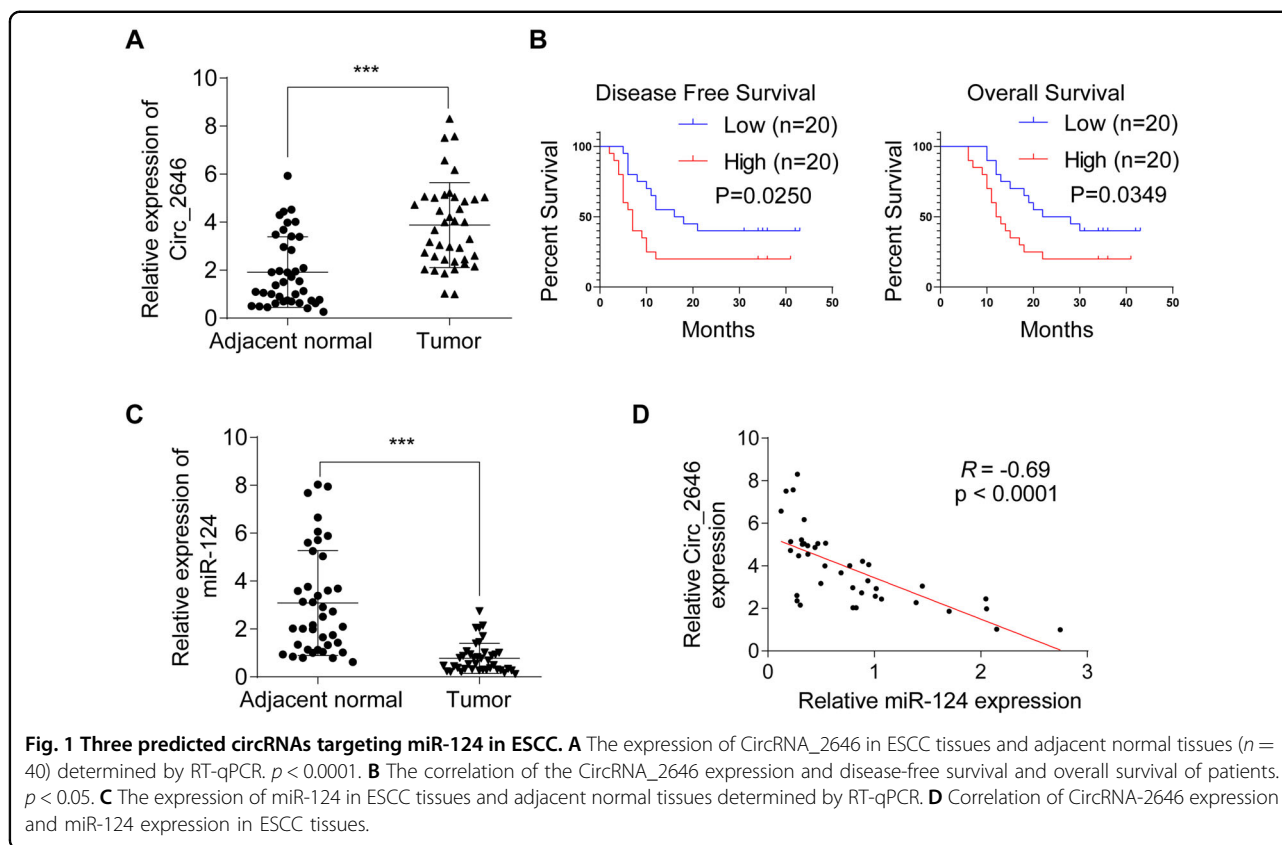 A
Relative expression of
Circ_2646
10
8
6
4
2
0
***
Adjacent normal
Tumor
B
Disease Free Survival
Low (n=20)
High (n=20)
P=0.0250
Percent Survival
100
50
0
0 10 20 30 40 50
Months
Overall Survival
Low (n=20)
High (n=20)
P=0.0349
Percent Survival
100
50
0
0 10 20 30 40 50
Months
C
Relative expression of
miR-124
10
8
6
4
2
0
***
Adjacent normal
Tumor
D
Relative Circ_2646
expression
10
8
6
4
2
0
R = -0.69
p < 0.0001
0 1 2 3
Relative miR-124 expression
Fig. 1 Three predicted circRNAs targeting miR-124 in ESCC. A The expression of CircRNA_2646 in ESCC tissues and adjacent normal tissues (n =
40) determined by RT-qPCR. p < 0.0001. B The correlation of the CircRNA_2646 expression and disease-free survival and overall survival of patients.
p < 0.05. C The expression of miR-124 in ESCC tissues and adjacent normal tissues determined by RT-qPCR. D Correlation of CircRNA-2646 expression
and miR-124 expression in ESCC tissues.